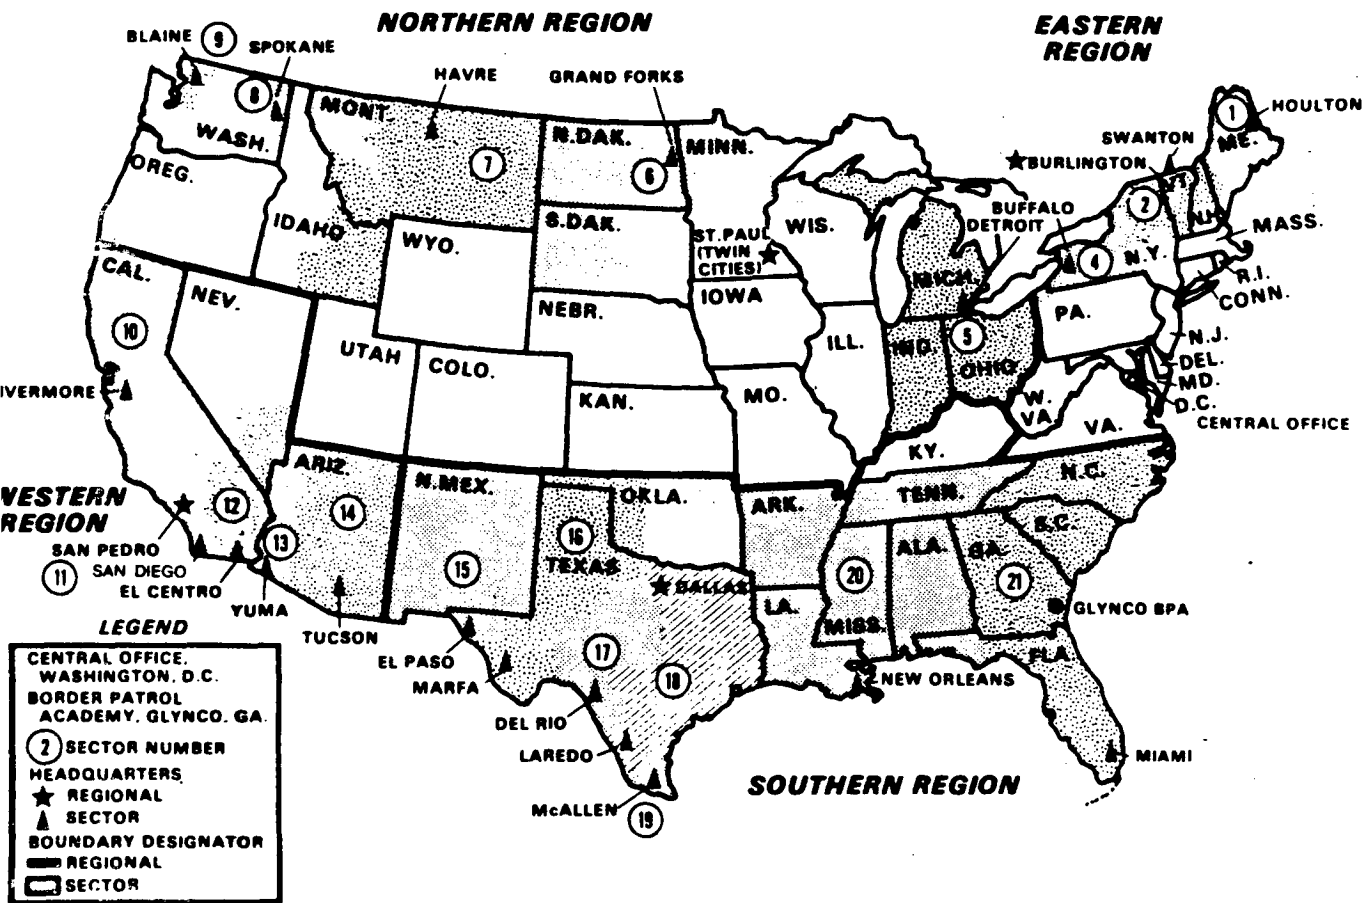 NORTHERN REGION
EASTERN
REGION
BLAINE
9
SPOKANE
HAVRE
GRAND FORKS
8
WASH.
MONT.
7
N.DAK.
6
MINN.
1
HOULTON
ME.
SWANTON
BURLINGTON
VT.
2
N.H.
MASS.
OREG.
IDAHO
WYO.
S.DAK.
ST. PAUL
(TWIN
CITIES)
WIS.
BUFFALO
DETROIT
4
N.Y.
R.I.
CONN.
MICH.
CAL.
NEV.
10
UTAH
COLO.
NEBR.
IOWA
ILL.
IND.
5
OHIO
PA.
N.J.
DEL.
MD.
D.C.
CENTRAL OFFICE
IVERMORE
KAN.
MO.
W.
VA.
VA.
KY.
WESTERN
REGION
12
13
ARIZ.
14
N.MEX.
15
OKLA.
16
TEXAS
ARK.
TENN.
N.C.
S.C.
SAN PEDRO
11
SAN DIEGO
EL CENTRO
YUMA
TUCSON
DALLAS
LA.
20
MISS.
ALA.
GA.
21
GLYNCO BPA
EL PASO
MARFA
17
18
DEL RIO
LAREDO
McALLEN
19
NEW ORLEANS
FLA.
MIAMI
SOUTHERN REGION
LEGEND
CENTRAL OFFICE,
WASHINGTON, D.C.
BORDER PATROL
ACADEMY, GLYNCO, GA.
2 SECTOR NUMBER
HEADQUARTERS
REGIONAL
SECTOR
BOUNDARY DESIGNATOR
REGIONAL
SECTOR